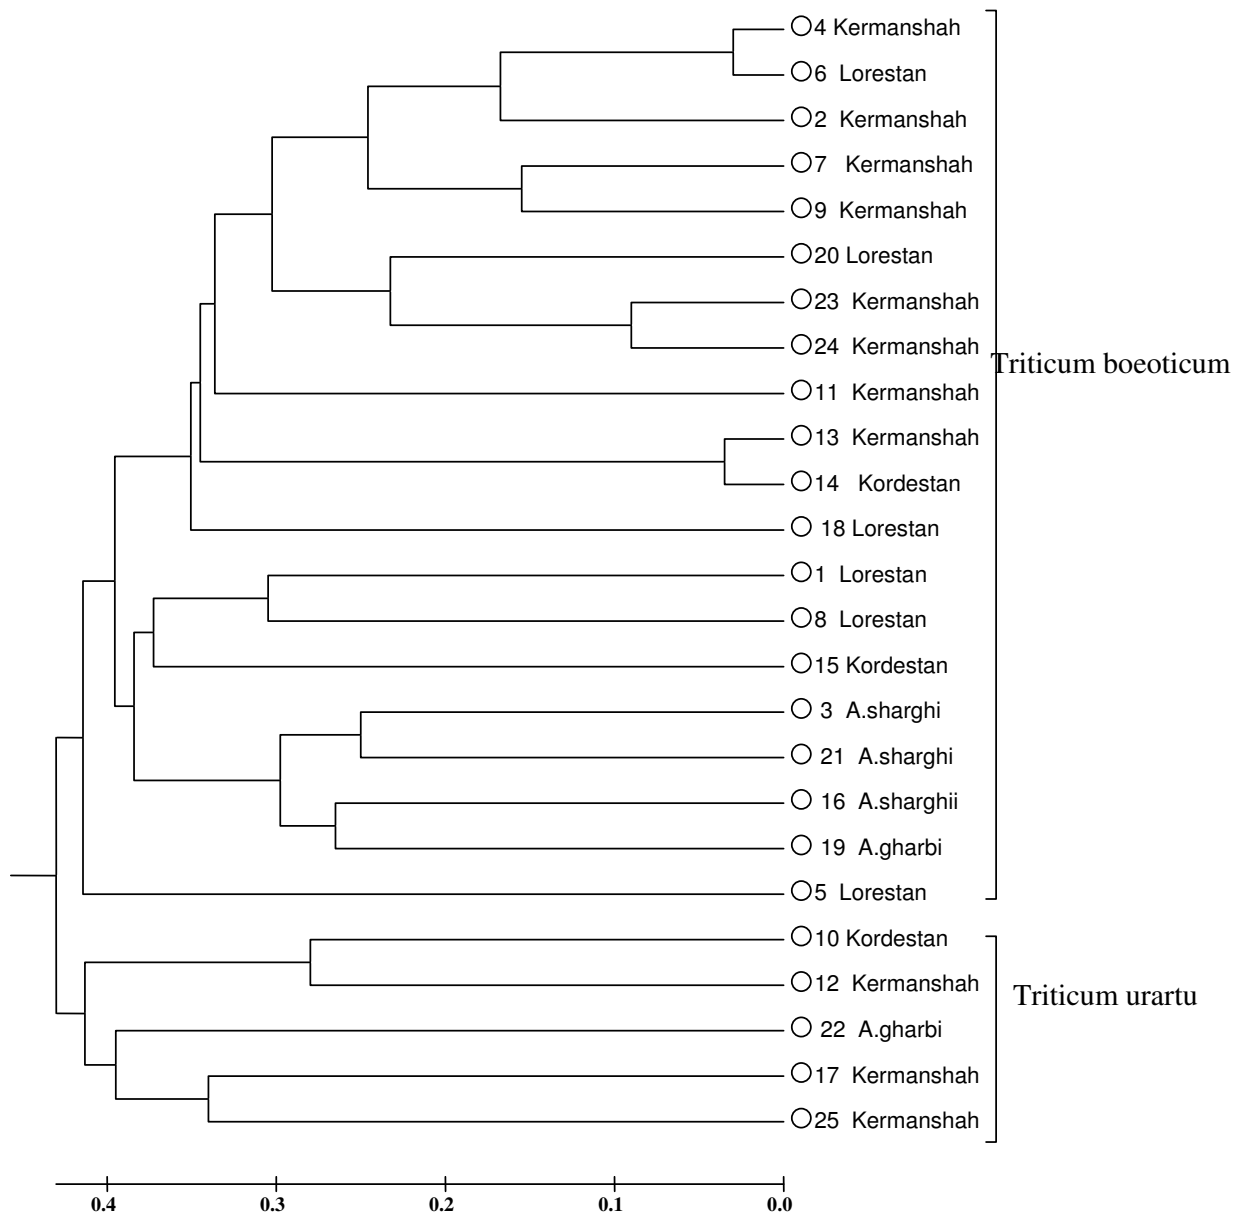 4 Kermanshah
6 Lorestan
2 Kermanshah
7 Kermanshah
9 Kermanshah
20 Lorestan
23 Kermanshah
24 Kermanshah
Triticum boeoticum
11 Kermanshah
13 Kermanshah
14 Kordestan
18 Lorestan
1 Lorestan
8 Lorestan
15 Kordestan
3 A.sharghi
21 A.sharghi
16 A.sharghii
19 A.gharbi
5 Lorestan
10 Kordestan
12 Kermanshah
Triticum urartu
22 A.gharbi
17 Kermanshah
25 Kermanshah
0.4 0.3 0.2 0.1 0.0